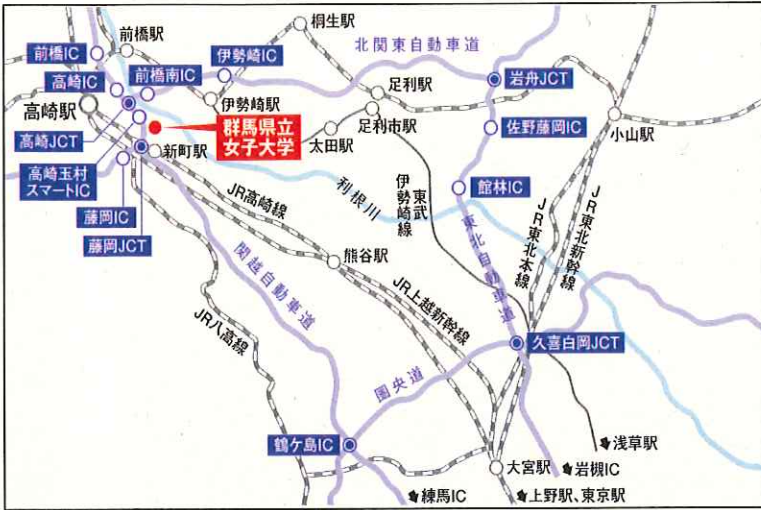 桐生駅
前橋駅
北関東自動車道
前橋IC
伊勢崎IC
高崎IC
前橋南IC
足利駅
岩舟JCT
高崎駅
伊勢崎駅
群馬県立
女子大学
足利市駅
小山駅
高崎JCT
太田駅
佐野藤岡IC
新町駅
高崎玉村
スマートIC
JR高崎線
利根川
東武
伊勢崎線
館林IC
藤岡IC
藤岡JCT
JR東北本線
JR東北新幹線
熊谷駅
東北自動車道
関越自動車道
JR上越新幹線
JR八高線
久喜白岡JCT
圏央道
鶴ケ島IC
浅草駅
大宮駅
岩槻IC
練馬IC
上野駅、東京駅